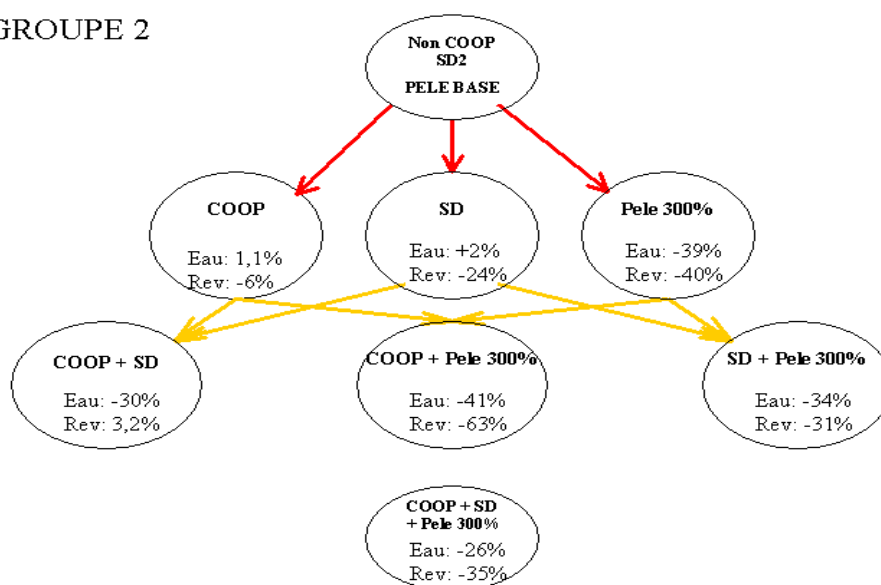 GROUPE 2
Non COOP
SD2
PELE BASE
COOP
Eau: 1,1%
Rev: -6%
SD
Eau: +2%
Rev: -24%
Pele 300%
Eau: -39%
Rev: -40%
COOP + SD
Eau: -30%
Rev: 3,2%
COOP + Pele 300%
Eau: -41%
Rev: -63%
SD + Pele 300%
Eau: -34%
Rev: -31%
COOP + SD
+ Pele 300%
Eau: -26%
Rev: -35%